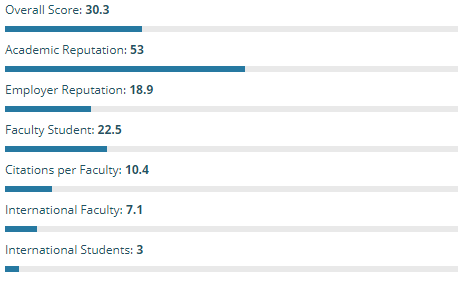 Overall Score: 30.3
Academic Reputation: 53
Employer Reputation: 18.9
Faculty Student: 22.5
Citations per Faculty: 10.4
International Faculty: 7.1
International Students: 3